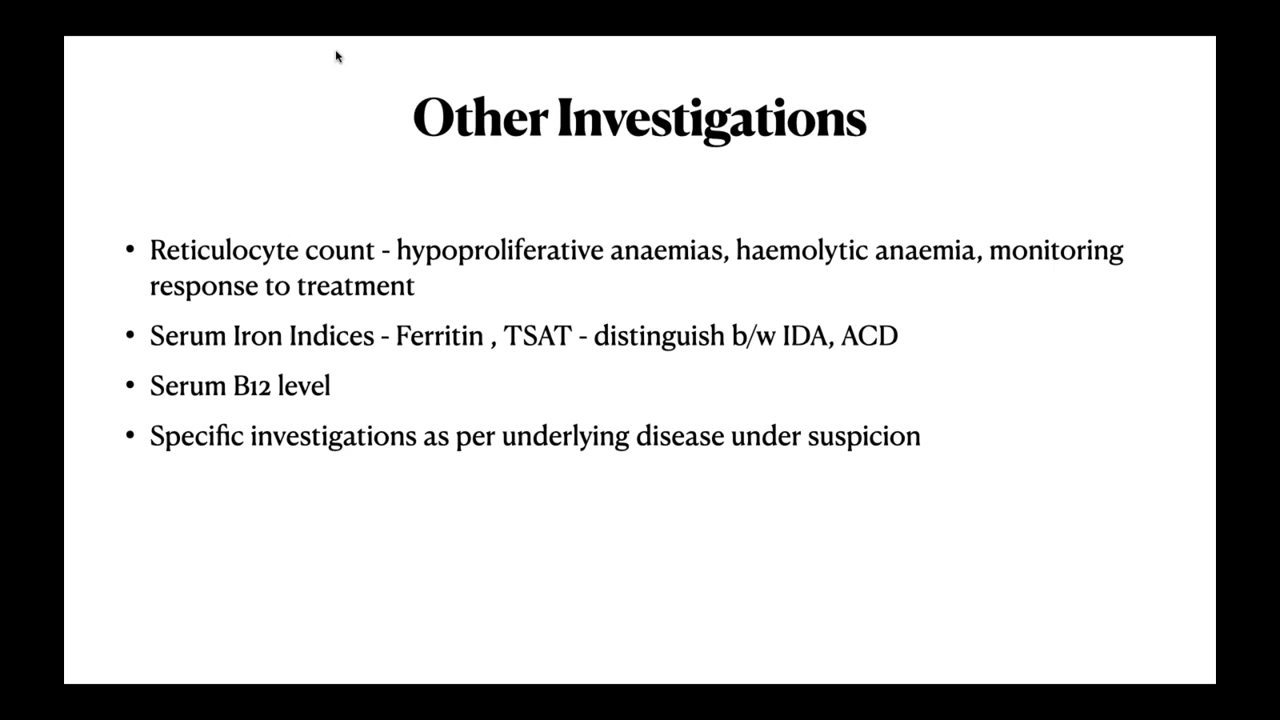 Other Investigations
• Reticulocyte count - hypoproliferative anaemias, haemolytic anaemia, monitoring
response to treatment
• Serum Iron Indices - Ferritin , TSAT - distinguish b/w IDA, ACD
• Serum B12 level
• Specific investigations as per underlying disease under suspicion